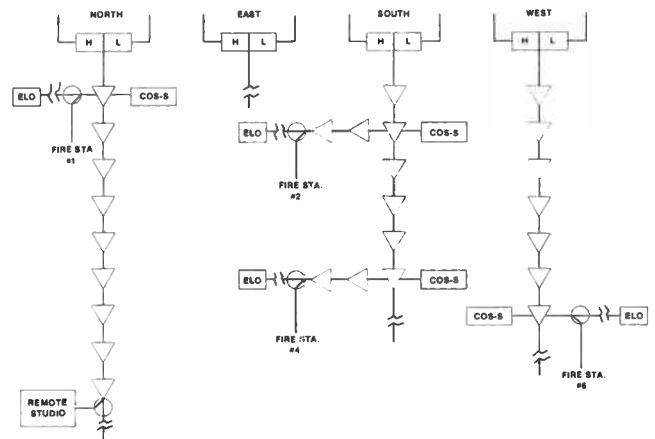 NORTH
EAST
SOUTH
WEST
H L
H L
H L
H L
ELO
COS-S
FIRE STA.
#1
ELO
COS-S
FIRE STA.
#2
ELO
COS-S
FIRE STA.
#4
COS-S
ELO
FIRE STA.
#6
REMOTE
STUDIO